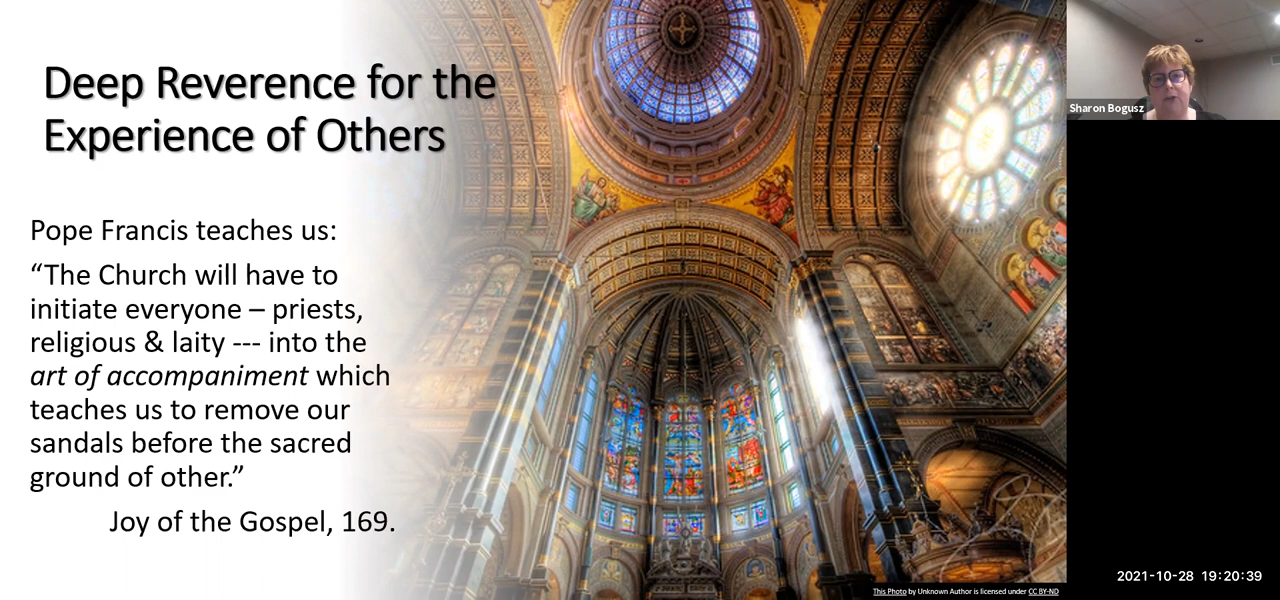 Deep Reverence for the
Experience of Others
Pope Francis teaches us:
“The Church will have to
initiate everyone – priests,
religious & laity --- into the
art of accompaniment which
teaches us to remove our
sandals before the sacred
ground of other.”
Joy of the Gospel, 169.
Sharon Bogusz
2021-10-28 19:20:39
This Photo by Unknown Author is licensed under CC BY-ND